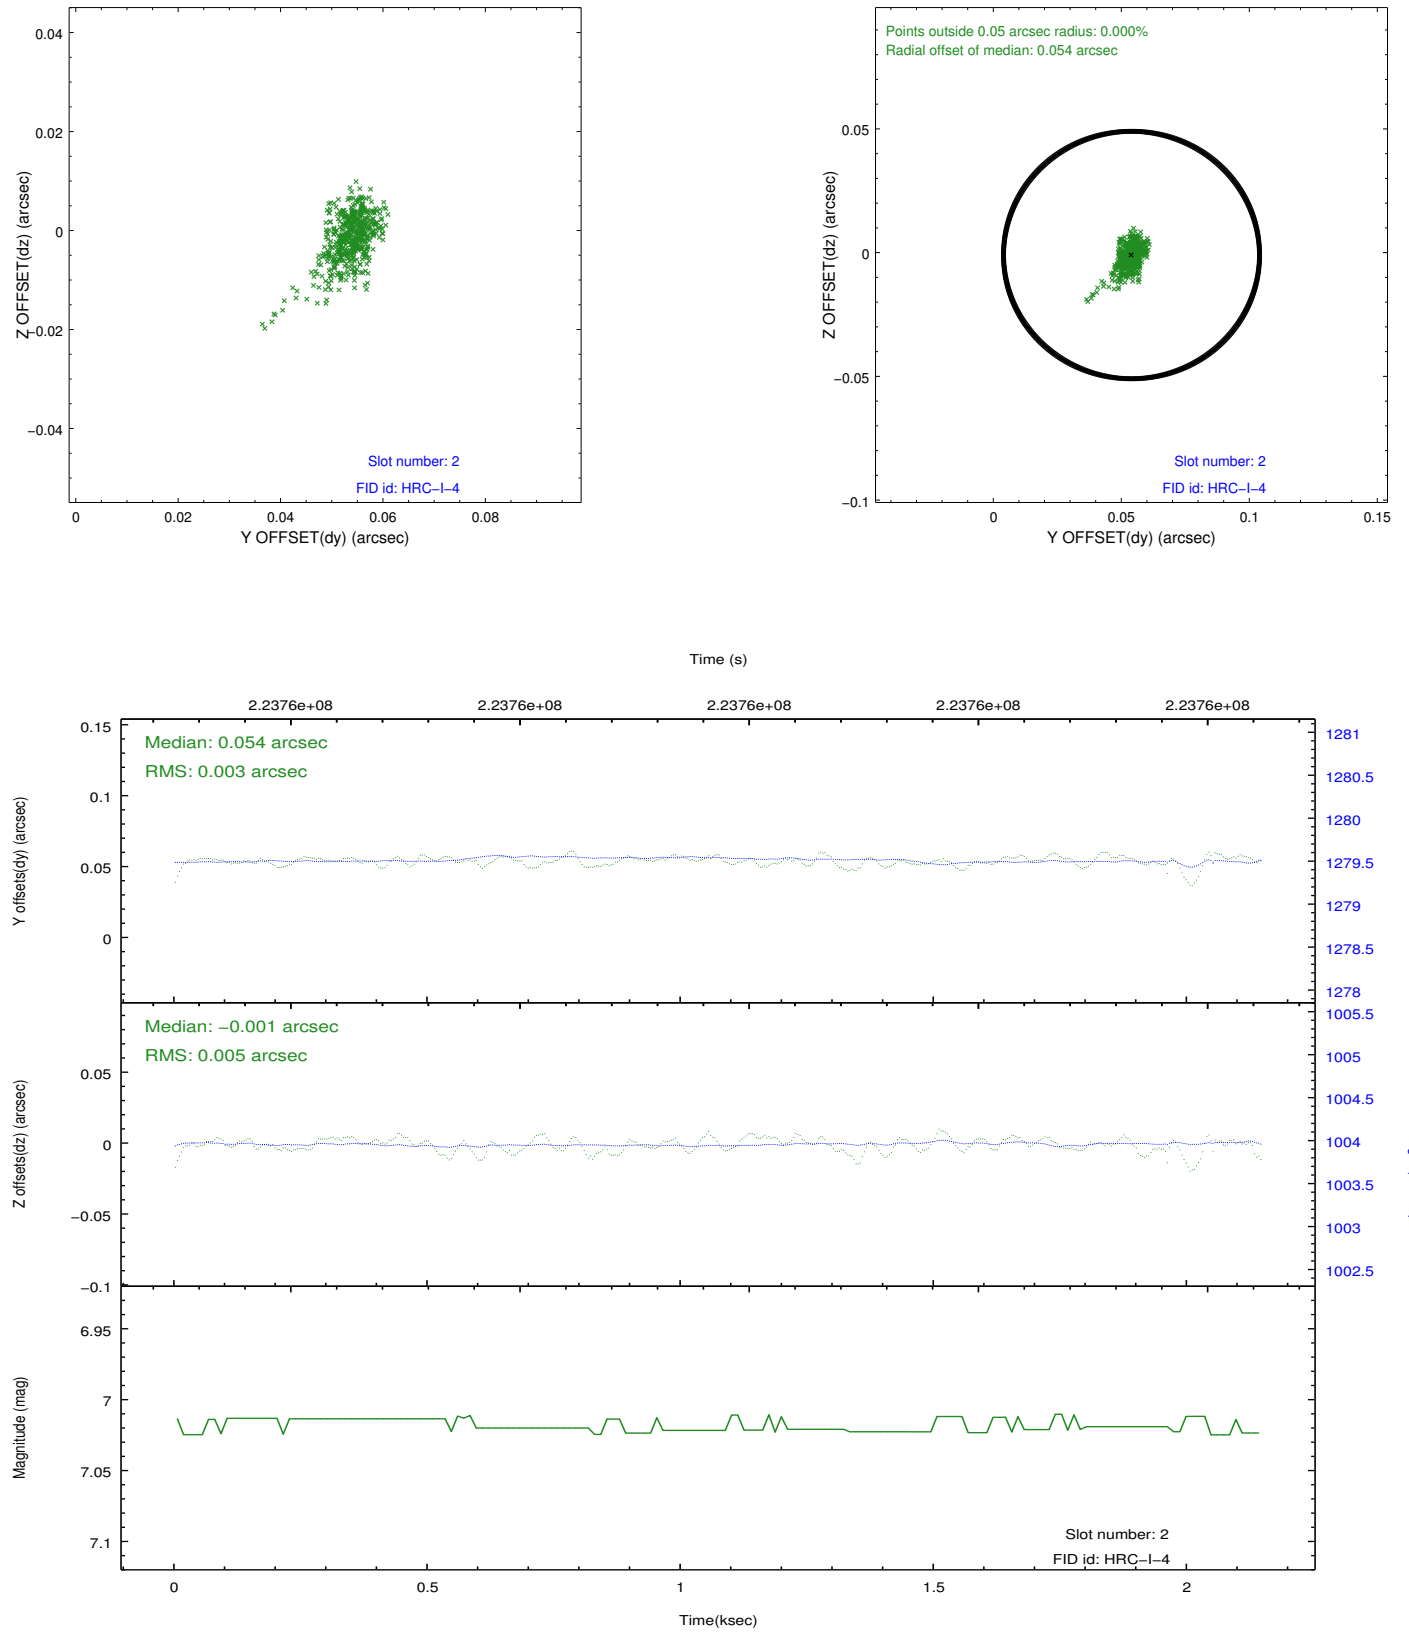 0.04
0.02
0
−0.02
−0.04
Z OFFSET(dz) (arcsec)
Slot number: 2
FID id: HRC−I−4
0 0.02 0.04 0.06 0.08
Y OFFSET(dy) (arcsec)
Points outside 0.05 arcsec radius: 0.000%
Radial offset of median: 0.054 arcsec
0.05
0
−0.05
−0.1
Z OFFSET(dz) (arcsec)
Slot number: 2
FID id: HRC−I−4
0 0.05 0.1 0.15
Y OFFSET(dy) (arcsec)
Time (s)
2.2376e+08 2.2376e+08 2.2376e+08 2.2376e+08 2.2376e+08
Median: 0.054 arcsec
RMS: 0.003 arcsec
0.15
0.1
0.05
0
Y offsets(dy) (arcsec)
1281
1280.5
1280
1279.5
1279
1278.5
1278
Median: −0.001 arcsec
RMS: 0.005 arcsec
0.05
0
−0.05
−0.1
Z offsets(dz) (arcsec)
1005.5
1005
1004.5
1004
1003.5
1003
1002.5
6.95
7
7.05
7.1
Magnitude (mag)
Slot number: 2
FID id: HRC−I−4
0 0.5 1 1.5 2
Time(ksec)